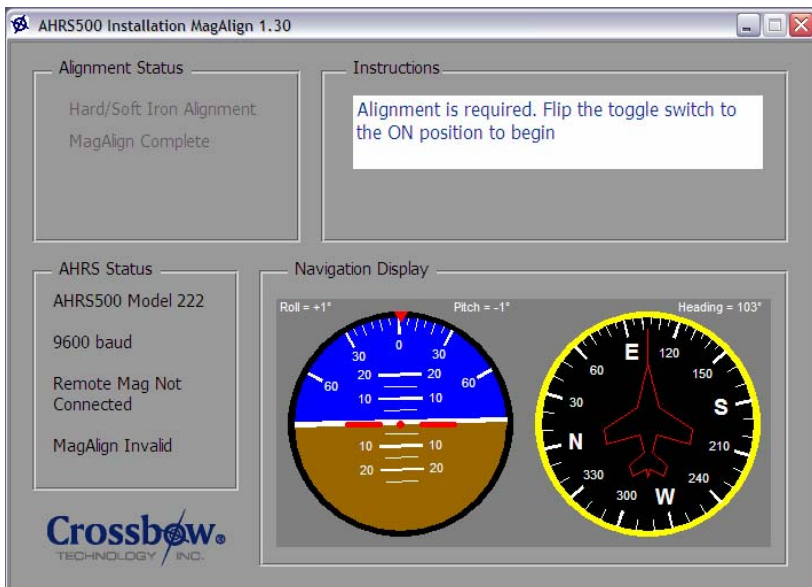 AHRS500 Installation MagAlign 1.30
Alignment Status
Hard/Soft Iron Alignment
MagAlign Complete
Instructions
Alignment is required. Flip the toggle switch to
the ON position to begin
AHRS Status
AHRS500 Model 222
9600 baud
Remote Mag Not
Connected
MagAlign Invalid
Crossbow®
TECHNOLOGY INC.
Navigation Display
Roll = +1° Pitch = -1° Heading = 103°
60 30 0 30 60
20 20
10 10
10 10
20 20
N 30 60 E 120 150 S 210 240 W 300 330